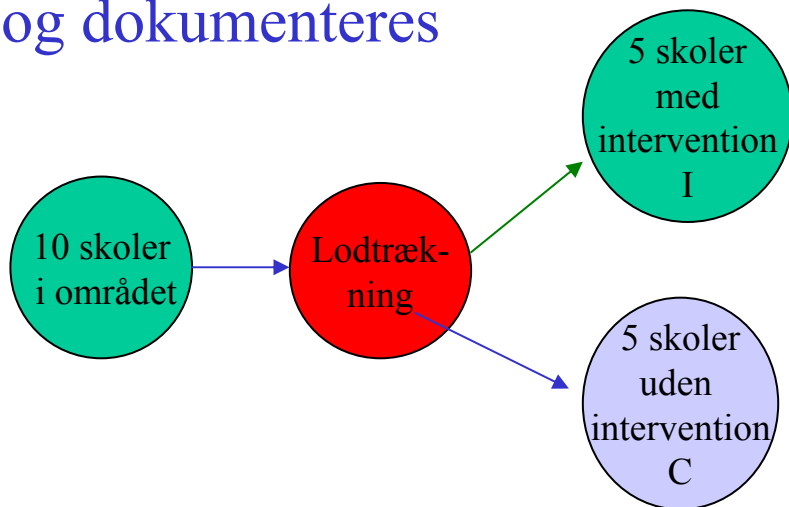 og dokumenteres
10 skoler
i området
Lodtræk-
ning
5 skoler
med
intervention
I
5 skoler
uden
intervention
C